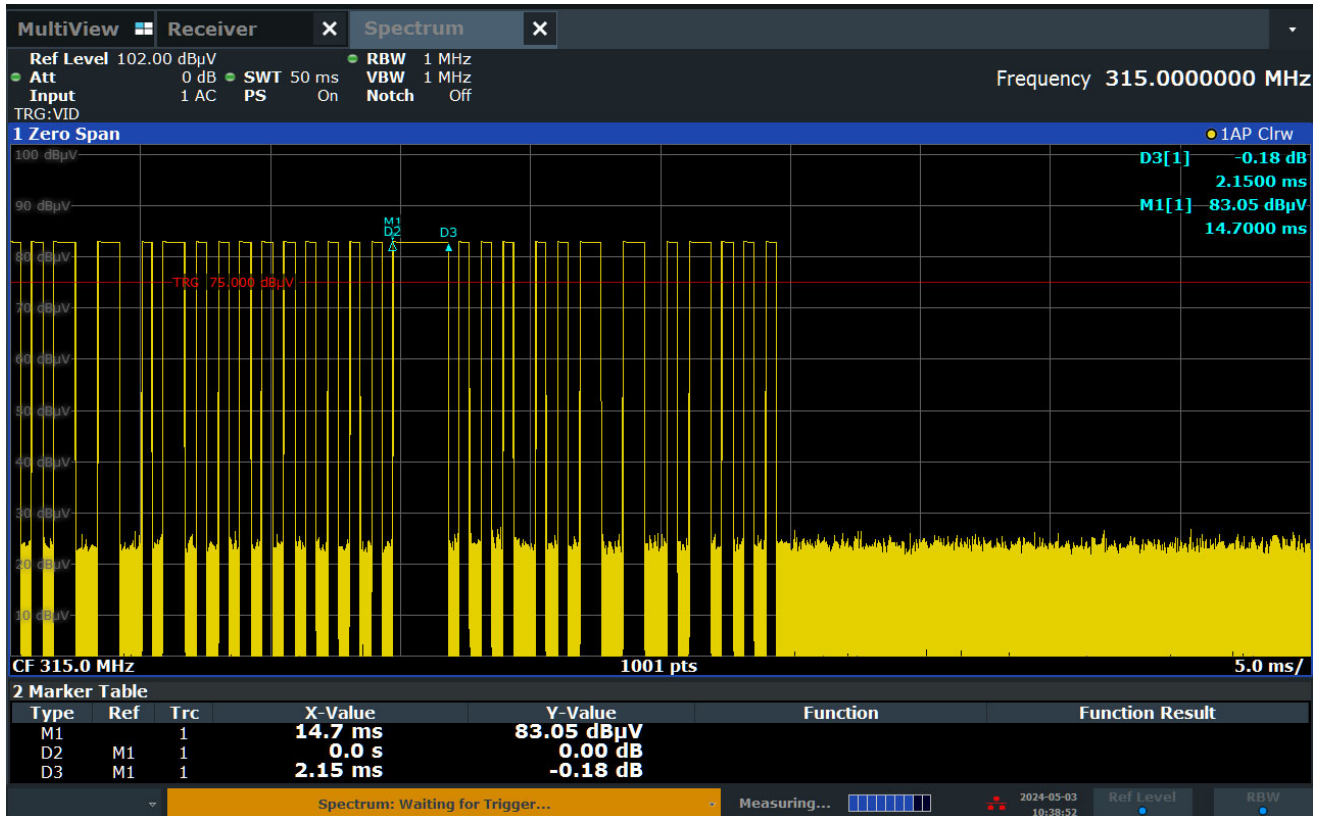 MultiView Receiver X Spectrum X
Ref Level 102.00 dBµV RBW 1 MHz
Att 0 dB SWT 50 ms VBW 1 MHz Frequency 315.0000000 MHz
Input 1 AC PS On Notch Off
TRG:VID
1 Zero Span 1AP Clrw
100 dBµV D3[1] -0.18 dB
2.1500 ms
90 dBµV M1[1] 83.05 dBµV
14.7000 ms
M1
D2 D3
80 dBµV
TRG 75.000 dBµV
70 dBµV
60 dBµV
50 dBµV
40 dBµV
30 dBµV
20 dBµV
10 dBµV
CF 315.0 MHz 1001 pts 5.0 ms/
2 Marker Table
Type Ref Trc X-Value Y-Value Function Function Result
M1 1 14.7 ms 83.05 dBµV
D2 M1 1 0.0 s 0.00 dB
D3 M1 1 2.15 ms -0.18 dB
Spectrum: Waiting for Trigger... Measuring... 2024-05-03 Ref Level RBW
10:38:52